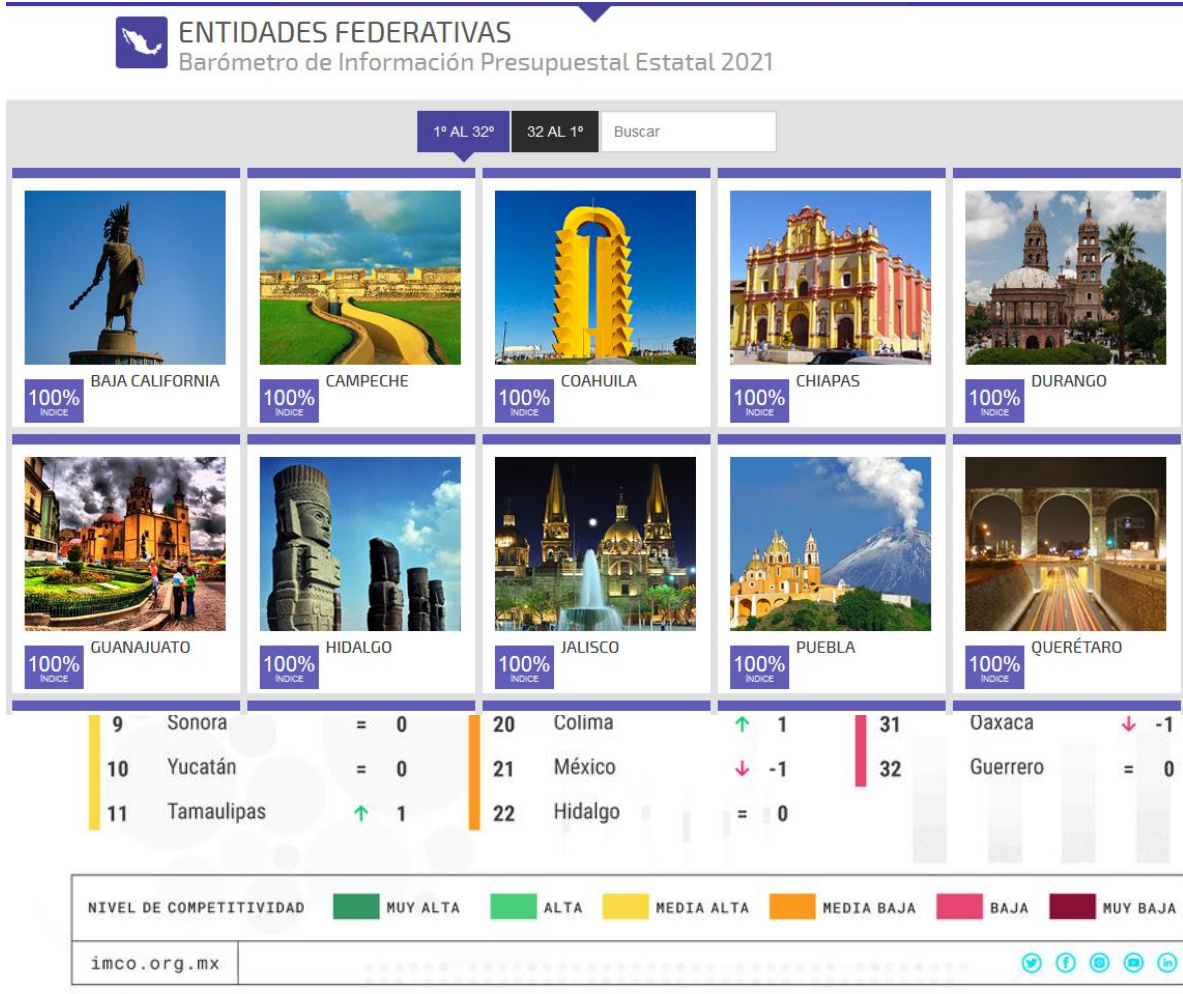 ENTIDADES FEDERATIVAS
Barómetro de Información Presupuestal Estatal 2021
1º AL 32º 32 AL 1º Buscar
BAJA CALIFORNIA CAMPECHE COAHUILA CHIAPAS DURANGO
100% 100% 100% 100% 100%
ÍNDICE ÍNDICE ÍNDICE ÍNDICE ÍNDICE
GUANAJUATO HIDALGO JALISCO PUEBLA QUERÉTARO
100% 100% 100% 100% 100%
ÍNDICE ÍNDICE ÍNDICE ÍNDICE ÍNDICE
9 Sonora = 0 20 Colima ↑ 1 31 Oaxaca ↓ -1
10 Yucatán = 0 21 México ↓ -1 32 Guerrero = 0
11 Tamaulipas ↑ 1 22 Hidalgo = 0
NIVEL DE COMPETITIVIDAD MUY ALTA ALTA MEDIA ALTA MEDIA BAJA BAJA MUY BAJA
imco.org.mx